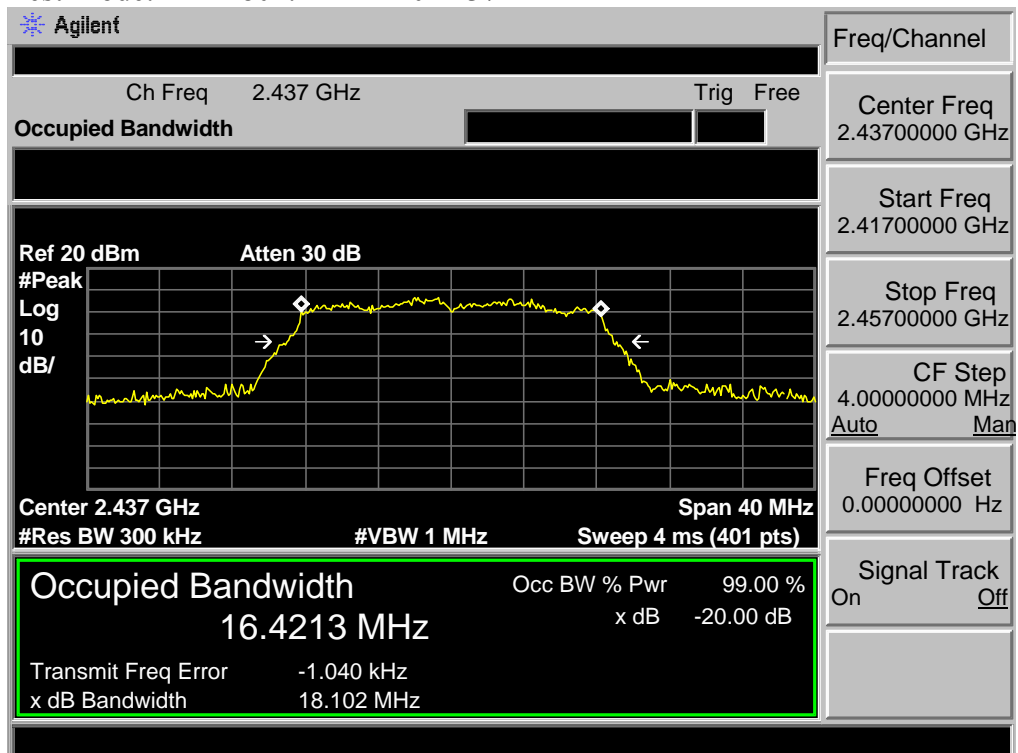 Agilent
Freq/Channel
Ch Freq 2.437 GHz Trig Free
Occupied Bandwidth
Center Freq
2.43700000 GHz
Start Freq
2.41700000 GHz
Ref 20 dBm Atten 30 dB
#Peak
Log
10
dB/
Stop Freq
2.45700000 GHz
CF Step
4.00000000 MHz
Auto Man
Center 2.437 GHz Span 40 MHz
#Res BW 300 kHz #VBW 1 MHz Sweep 4 ms (401 pts)
Freq Offset
0.00000000 Hz
Occupied Bandwidth Occ BW % Pwr 99.00 %
16.4213 MHz x dB -20.00 dB
Transmit Freq Error -1.040 kHz
x dB Bandwidth 18.102 MHz
Signal Track
On Off